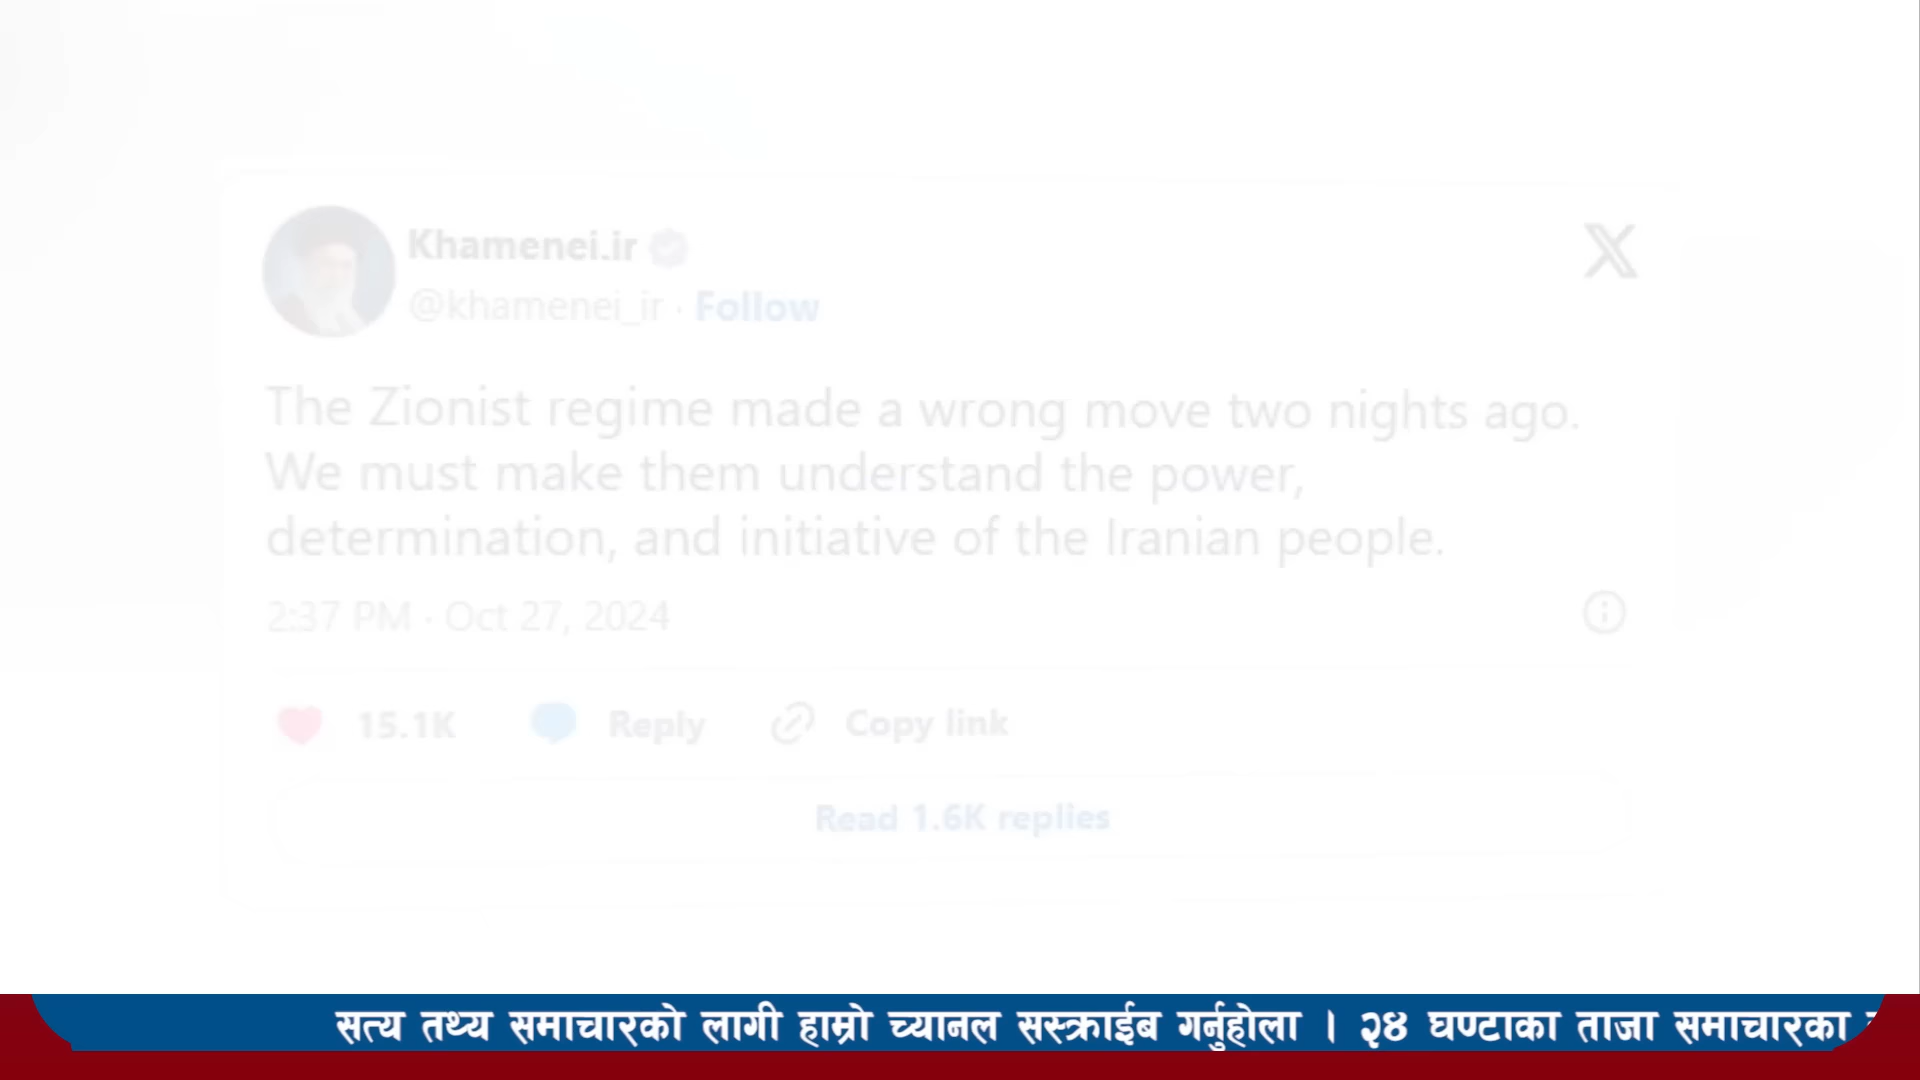 Khamenei.ir
@khamenei_ir · Follow
The Zionist regime made a wrong move two nights ago.
We must make them understand the power,
determination, and initiative of the Iranian people.
2:37 PM · Oct 27, 2024
15.1K Reply Copy link
Read 1.6K replies
सत्य तथ्य समाचारको लागी हाम्रो च्यानल सस्क्राईब गर्नुहोला । २४ घण्टाका ताजा समाचारका